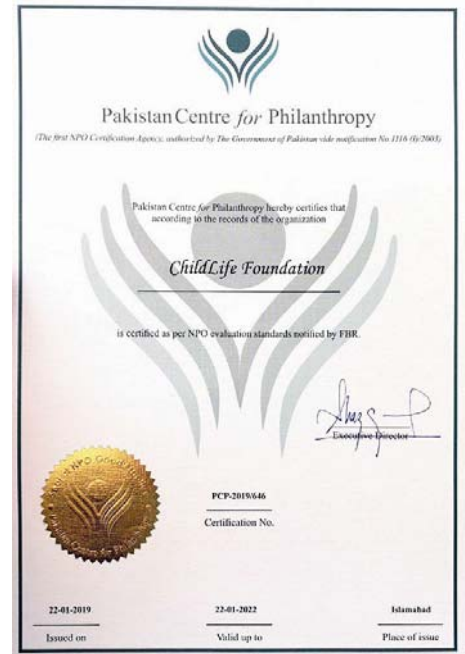 Pakistan Centre for Philanthropy
(The first NPO Certification Agency, authorized by The Government of Pakistan vide notification No 1116 (I)/2003)
Pakistan Centre for Philanthropy hereby certifies that
according to the records of the organization
ChildLife Foundation
is certified as per NPO evaluation standards notified by FBR.
Executive Director
NPO Good
PCP-2019/646
Certification No.
22-01-2019
22-01-2022
Islamabad
Issued on
Valid up to
Place of issue